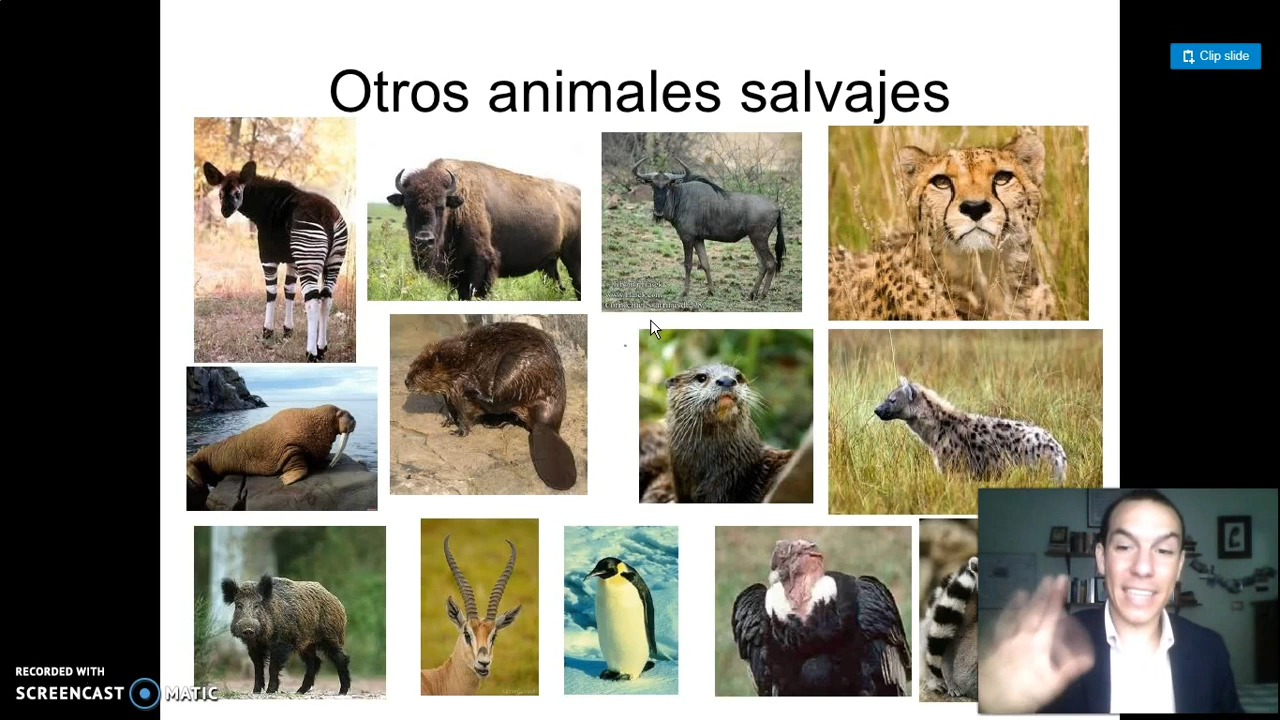 Clip slide
Otros animales salvajes
RECORDED WITH
SCREENCAST MATIC